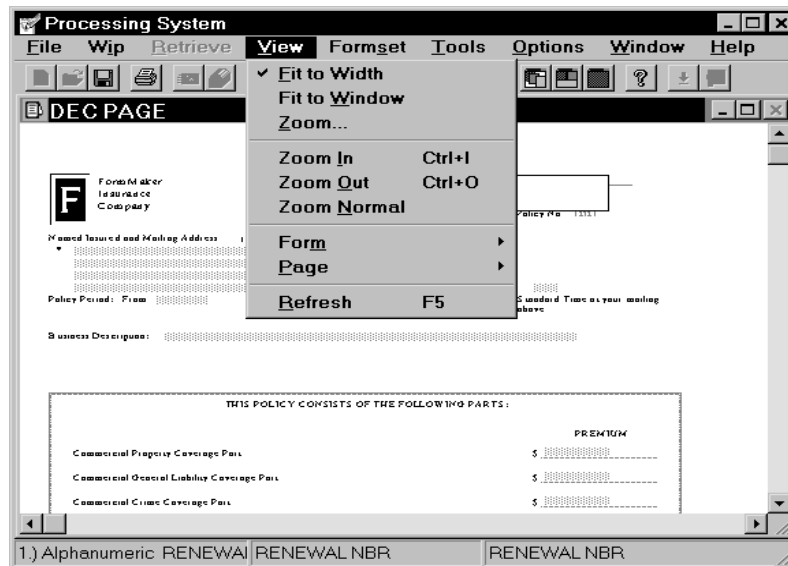 Processing System
File Wip Retrieve View Formset Tools Options Window Help
✓ Fit to Width
Fit to Window
Zoom...
Zoom In Ctrl+I
Zoom Out Ctrl+O
Zoom Normal
Form
Page
Refresh F5
DEC PAGE
F
FormMaker
Insurance
Company
Policy No
Named Insured and Mailing Address
Policy Period: From
Standard Time at your mailing
above
Business Description:
THIS POLICY CONSISTS OF THE FOLLOWING PARTS:
PREMIUM
Commercial Property Coverage Part $
Commercial General Liability Coverage Part $
Commercial Crime Coverage Part $
1.) Alphanumeric RENEWAL RENEWAL NBR RENEWAL NBR